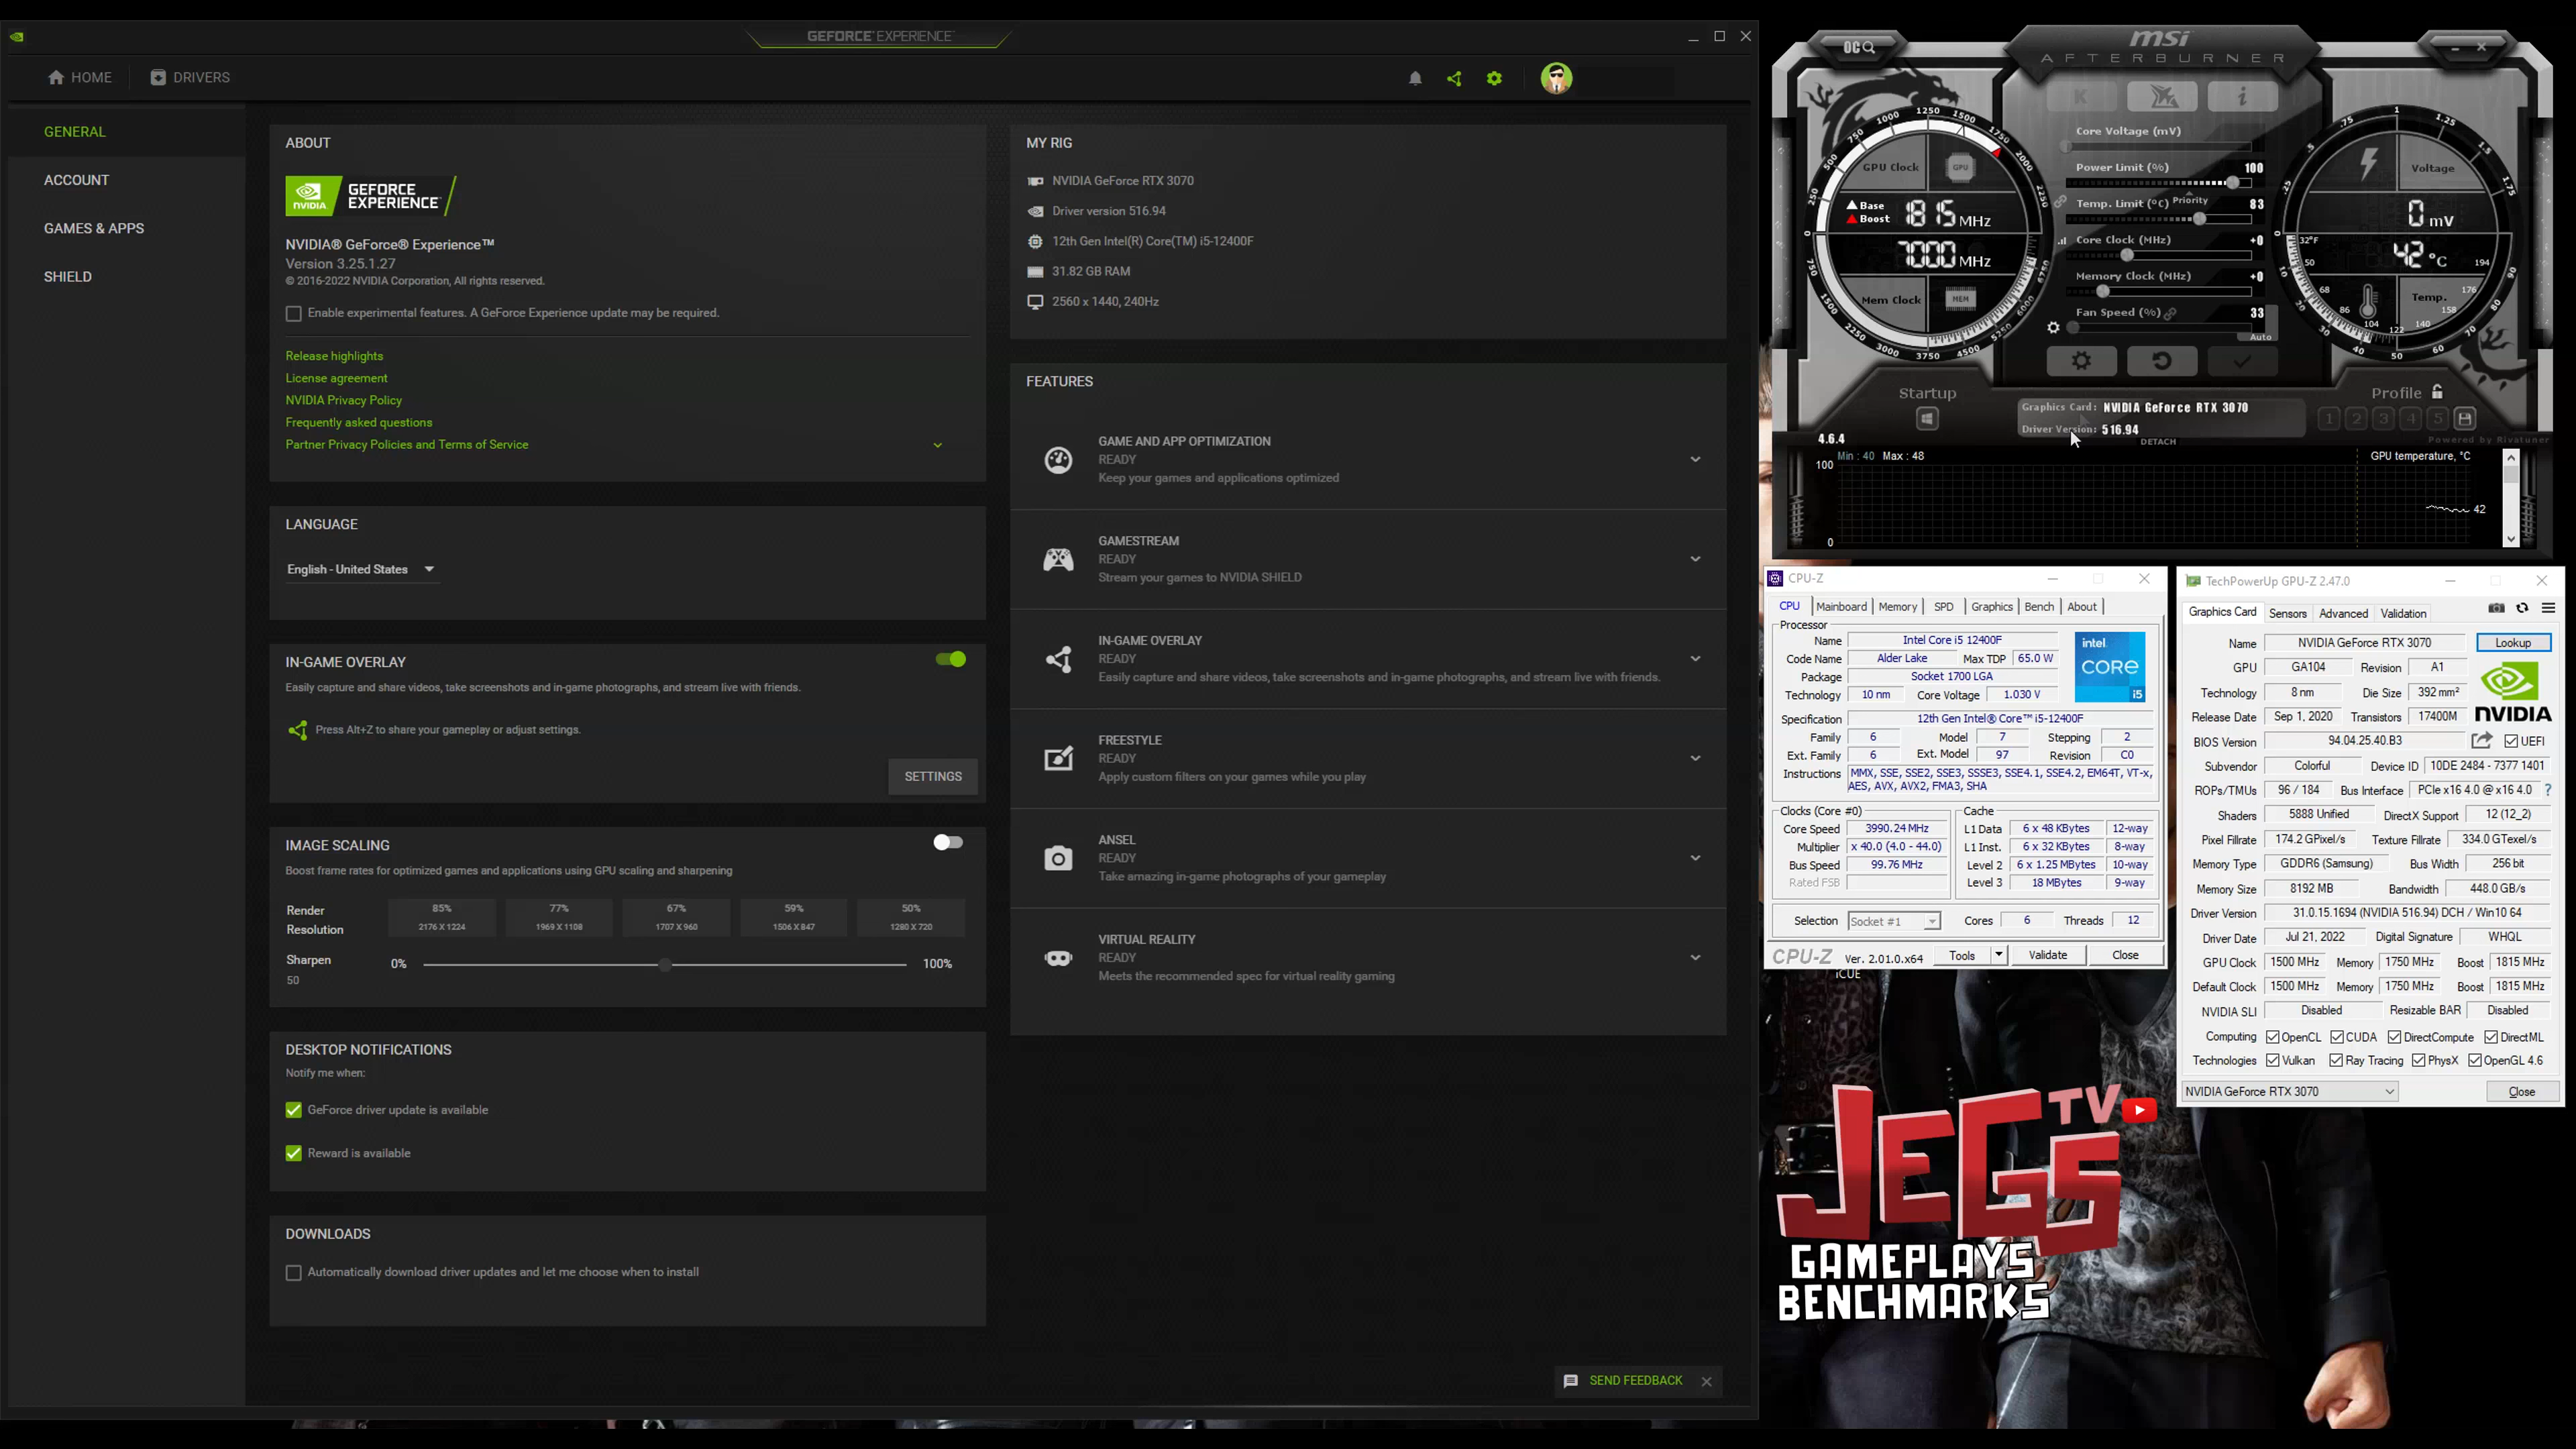 GEFORCE EXPERIENCE
HOME
DRIVERS
GENERAL
ACCOUNT
GAMES & APPS
SHIELD
ABOUT
NVIDIA
GEFORCE
EXPERIENCE
NVIDIA® GeForce® Experience™
Version 3.25.1.27
© 2016-2022 NVIDIA Corporation, All rights reserved.
Enable experimental features. A GeForce Experience update may be required.
Release highlights
License agreement
NVIDIA Privacy Policy
Frequently asked questions
Partner Privacy Policies and Terms of Service
LANGUAGE
English - United States
IN-GAME OVERLAY
Easily capture and share videos, take screenshots and in-game photographs, and stream live with friends.
Press Alt+Z to share your gameplay or adjust settings.
SETTINGS
IMAGE SCALING
Boost frame rates for optimized games and applications using GPU scaling and sharpening
Render Resolution
85% 77% 67% 59% 50%
2176 X 1224 1969 X 1108 1707 X 960 1506 X 847 1280 X 720
Sharpen 0% 100%
50
DESKTOP NOTIFICATIONS
Notify me when:
GeForce driver update is available
Reward is available
DOWNLOADS
Automatically download driver updates and let me choose when to install
MY RIG
NVIDIA GeForce RTX 3070
Driver version 516.94
12th Gen Intel(R) Core(TM) i5-12400F
31.82 GB RAM
2560 x 1440, 240Hz
FEATURES
GAME AND APP OPTIMIZATION
READY
Keep your games and applications optimized
GAMESTREAM
READY
Stream your games to NVIDIA SHIELD
IN-GAME OVERLAY
READY
Easily capture and share videos, take screenshots and in-game photographs, and stream live with friends.
FREESTYLE
READY
Apply custom filters on your games while you play
ANSEL
READY
Take amazing in-game photographs of your gameplay
VIRTUAL REALITY
READY
Meets the recommended spec for virtual reality gaming
SEND FEEDBACK
OC
msi
AFTERBURNER
K
i
GPU Clock GPU
Base
Boost
1815 MHz
7000 MHz
Mem Clock MEM
Core Voltage (mV)
Power Limit (%) 100
Temp. Limit (°C) Priority 83
Core Clock (MHz) +0
Memory Clock (MHz) +0
Fan Speed (%) 33
Auto
Voltage
0 mV
42 °C
Temp.
Startup
Graphics Card: NVIDIA GeForce RTX 3070
Driver Version: 516.94
DETACH
Profile
1 2 3 4 5
Powered by Rivatuner
4.6.4
Min : 40 Max : 48
GPU temperature, °C
100
42
0
CPU-Z
CPU Mainboard Memory SPD Graphics Bench About
Processor
Name Intel Core i5 12400F
Code Name Alder Lake Max TDP 65.0 W
Package Socket 1700 LGA
Technology 10 nm Core Voltage 1.030 V
intel
CORE
i5
Specification 12th Gen Intel® Core™ i5-12400F
Family 6 Model 7 Stepping 2
Ext. Family 6 Ext. Model 97 Revision C0
Instructions MMX, SSE, SSE2, SSE3, SSSE3, SSE4.1, SSE4.2, EM64T, VT-x,
AES, AVX, AVX2, FMA3, SHA
Clocks (Core #0) Cache
Core Speed 3990.24 MHz L1 Data 6 x 48 KBytes 12-way
Multiplier x 40.0 (4.0 - 44.0) L1 Inst. 6 x 32 KBytes 8-way
Bus Speed 99.76 MHz Level 2 6 x 1.25 MBytes 10-way
Rated FSB Level 3 18 MBytes 9-way
Selection Socket #1 Cores 6 Threads 12
CPU-Z Ver. 2.01.0.x64 Tools Validate Close
iCUE
TechPowerUp GPU-Z 2.47.0
Graphics Card Sensors Advanced Validation
Name NVIDIA GeForce RTX 3070 Lookup
GPU GA104 Revision A1
Technology 8 nm Die Size 392 mm²
Release Date Sep 1, 2020 Transistors 17400M
NVIDIA
BIOS Version 94.04.25.40.B3 UEFI
Subvendor Colorful Device ID 10DE 2484 - 7377 1401
ROPs/TMUs 96 / 184 Bus Interface PCIe x16 4.0 @ x16 4.0 ?
Shaders 5888 Unified DirectX Support 12 (12_2)
Pixel Fillrate 174.2 GPixel/s Texture Fillrate 334.0 GTexel/s
Memory Type GDDR6 (Samsung) Bus Width 256 bit
Memory Size 8192 MB Bandwidth 448.0 GB/s
Driver Version 31.0.15.1694 (NVIDIA 516.94) DCH / Win10 64
Driver Date Jul 21, 2022 Digital Signature WHQL
GPU Clock 1500 MHz Memory 1750 MHz Boost 1815 MHz
Default Clock 1500 MHz Memory 1750 MHz Boost 1815 MHz
NVIDIA SLI Disabled Resizable BAR Disabled
Computing OpenCL CUDA DirectCompute DirectML
Technologies Vulkan Ray Tracing PhysX OpenGL 4.6
NVIDIA GeForce RTX 3070 Close
JEGS TV
GAMEPLAYS
BENCHMARKS